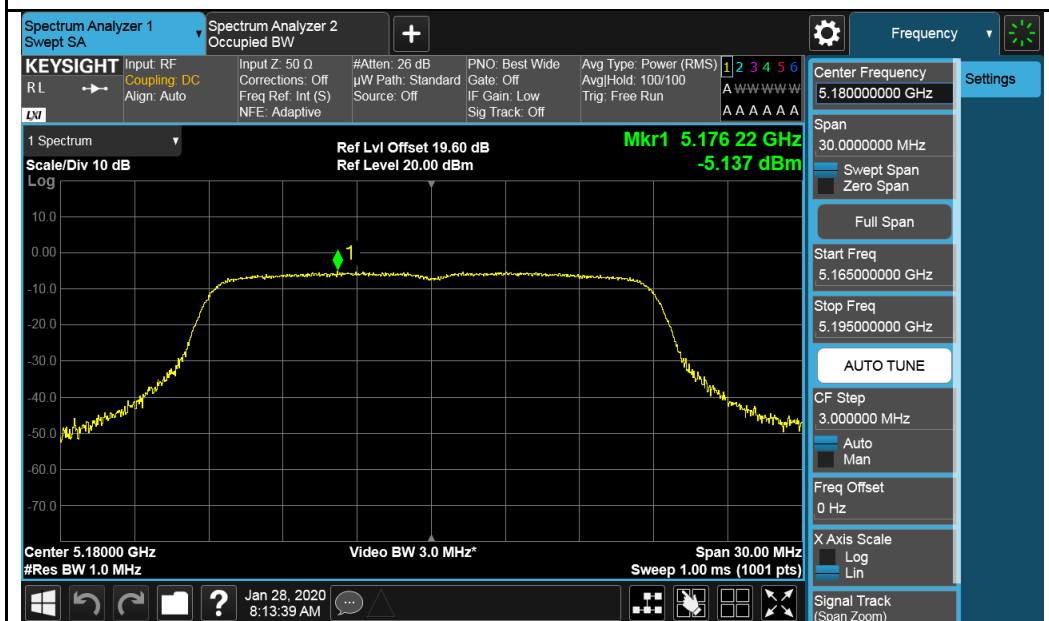 Spectrum Analyzer 1
Swept SA
Spectrum Analyzer 2
Occupied BW
Frequency
KEYSIGHT
RL
LXI
Input: RF
Coupling: DC
Align: Auto
Input Z: 50 Ω
Corrections: Off
Freq Ref: Int (S)
NFE: Adaptive
#Atten: 26 dB
µW Path: Standard
Source: Off
PNO: Best Wide
Gate: Off
IF Gain: Low
Sig Track: Off
Avg Type: Power (RMS)
Avg|Hold: 100/100
Trig: Free Run
1 2 3 4 5 6
A W W W W W
A A A A A A
1 Spectrum
Scale/Div 10 dB
Log
Ref Lvl Offset 19.60 dB
Ref Level 20.00 dBm
Mkr1 5.176 22 GHz
-5.137 dBm
10.0
0.00
-10.0
-20.0
-30.0
-40.0
-50.0
-60.0
-70.0
1
Center 5.18000 GHz
#Res BW 1.0 MHz
Video BW 3.0 MHz*
Span 30.00 MHz
Sweep 1.00 ms (1001 pts)
Center Frequency
5.180000000 GHz
Settings
Span
30.0000000 MHz
Swept Span
Zero Span
Full Span
Start Freq
5.165000000 GHz
Stop Freq
5.195000000 GHz
AUTO TUNE
CF Step
3.000000 MHz
Auto
Man
Freq Offset
0 Hz
X Axis Scale
Log
Lin
Signal Track
(Span Zoom)
?
Jan 28, 2020
8:13:39 AM